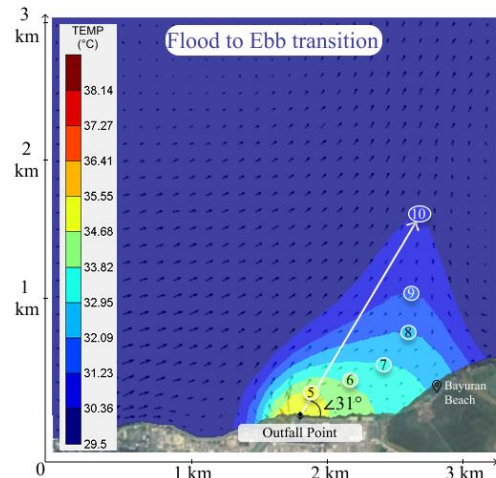 3
km
TEMP
(°C)
Flood to Ebb transition
38.14
37.27
36.41
35.55
34.68
33.82
32.95
32.09
31.23
30.36
29.5
2
km
1
km
0
10
9
8
7
6
5
∠31°
Bayuran
Beach
Outfall Point
1 km
2 km
3 km